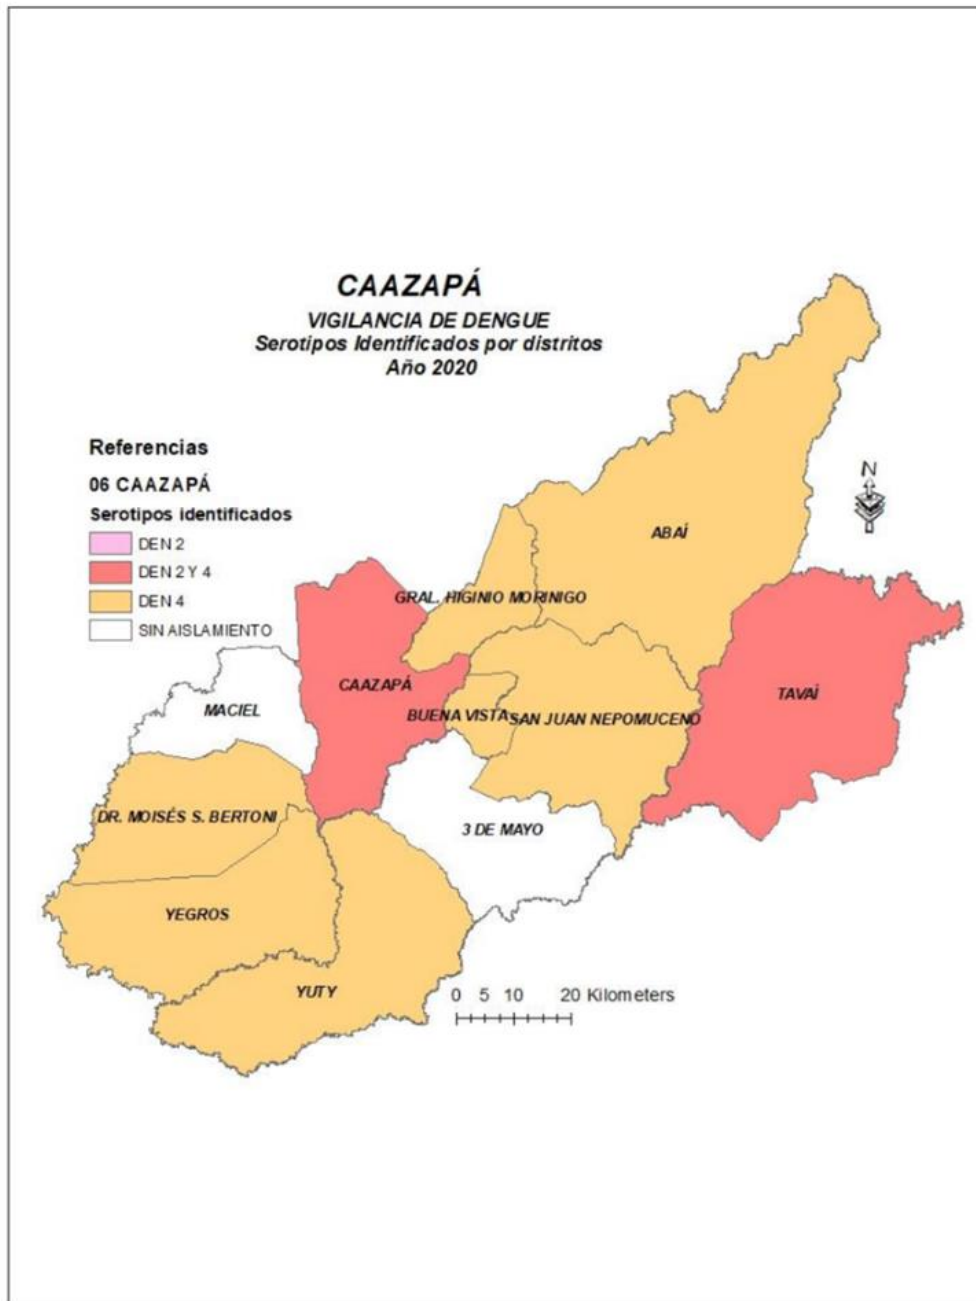 CAAZAPÁ
VIGILANCIA DE DENGUE
Serotipos Identificados por distritos
Año 2020
Referencias
06 CAAZAPÁ
Serotipos identificados
DEN 2
DEN 2 Y 4
DEN 4
SIN AISLAMIENTO
N
ABAÍ
GRAL. HIGINIO MORINIGO
CAAZAPÁ
TAVAÍ
MACIEL
BUENA VISTA
SAN JUAN NEPOMUCENO
DR. MOISÉS S. BERTONI
3 DE MAYO
YEGROS
YUTY
0 5 10 20 Kilometers